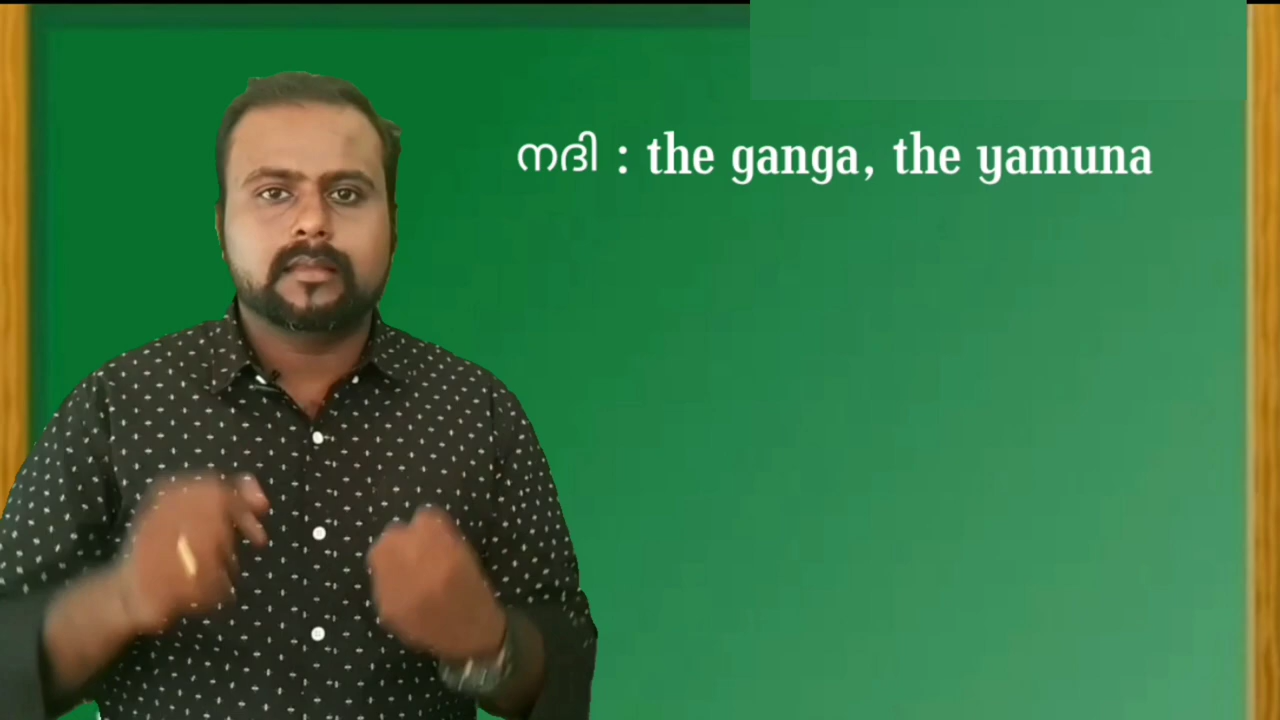 നദി : the ganga, the yamuna